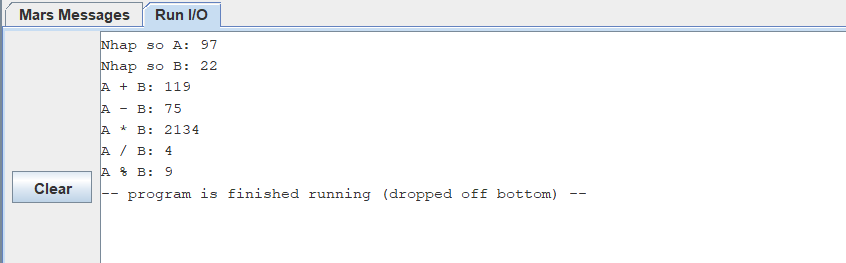 Mars Messages Run I/O
Nhap so A: 97
Nhap so B: 22
A + B: 119
A - B: 75
A * B: 2134
A / B: 4
A % B: 9
-- program is finished running (dropped off bottom) --
Clear